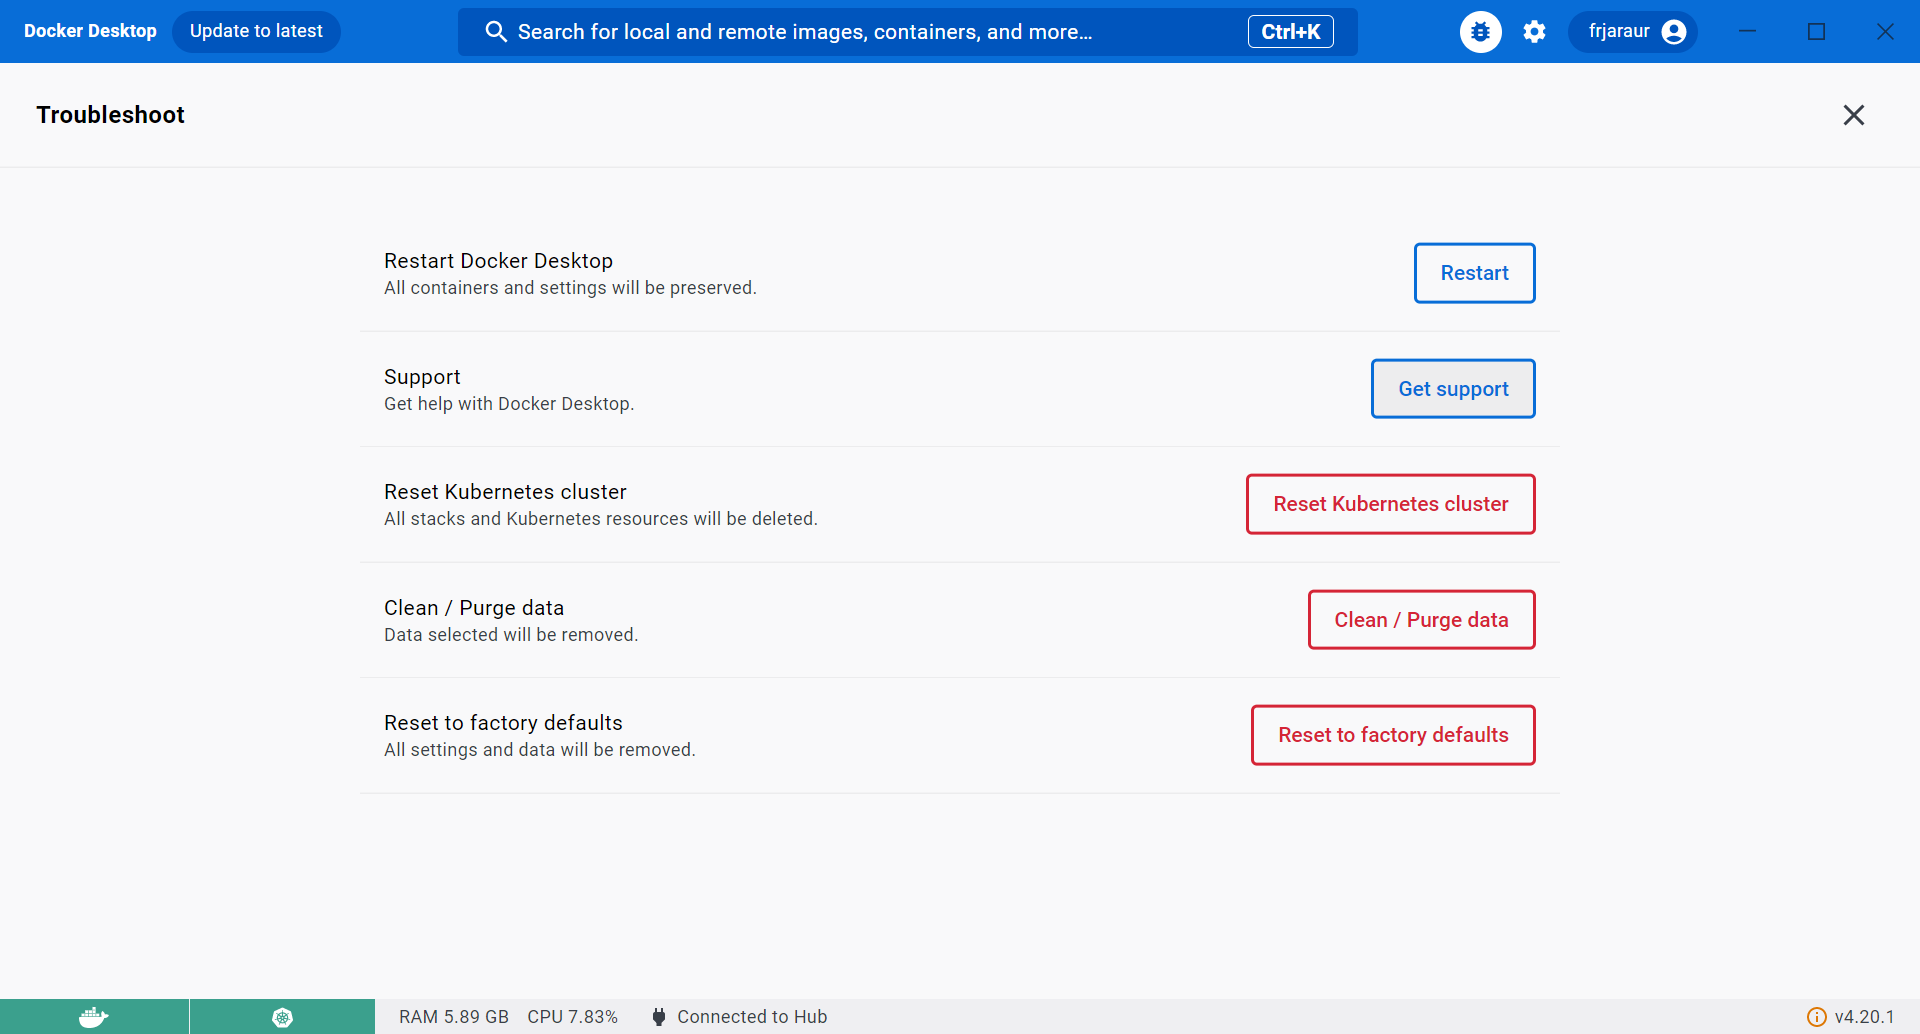 Docker Desktop
Update to latest
Search for local and remote images, containers, and more...
Ctrl+K
frjaraur
Troubleshoot
Restart Docker Desktop
All containers and settings will be preserved.
Restart
Support
Get help with Docker Desktop.
Get support
Reset Kubernetes cluster
All stacks and Kubernetes resources will be deleted.
Reset Kubernetes cluster
Clean / Purge data
Data selected will be removed.
Clean / Purge data
Reset to factory defaults
All settings and data will be removed.
Reset to factory defaults
RAM 5.89 GB CPU 7.83% Connected to Hub
v4.20.1